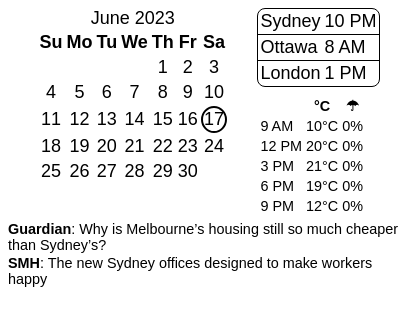 June 2023
Su Mo Tu We Th Fr Sa
1 2 3
4 5 6 7 8 9 10
11 12 13 14 15 16 17
18 19 20 21 22 23 24
25 26 27 28 29 30
Sydney 10 PM
Ottawa 8 AM
London 1 PM
°C ☂
9 AM 10°C 0%
12 PM 20°C 0%
3 PM 21°C 0%
6 PM 19°C 0%
9 PM 12°C 0%
Guardian: Why is Melbourne’s housing still so much cheaper
than Sydney’s?
SMH: The new Sydney offices designed to make workers
happy